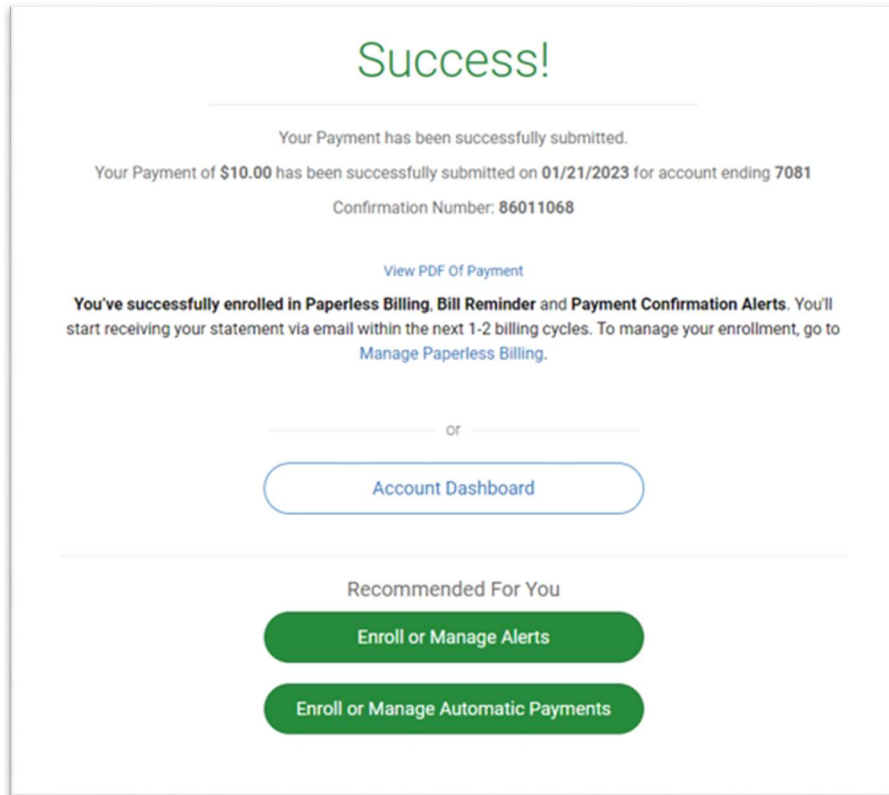 Success!
Your Payment has been successfully submitted.
Your Payment of $10.00 has been successfully submitted on 01/21/2023 for account ending 7081
Confirmation Number: 86011068
View PDF Of Payment
You've successfully enrolled in Paperless Billing, Bill Reminder and Payment Confirmation Alerts. You'll
start receiving your statement via email within the next 1-2 billing cycles. To manage your enrollment, go to
Manage Paperless Billing.
or
Account Dashboard
Recommended For You
Enroll or Manage Alerts
Enroll or Manage Automatic Payments